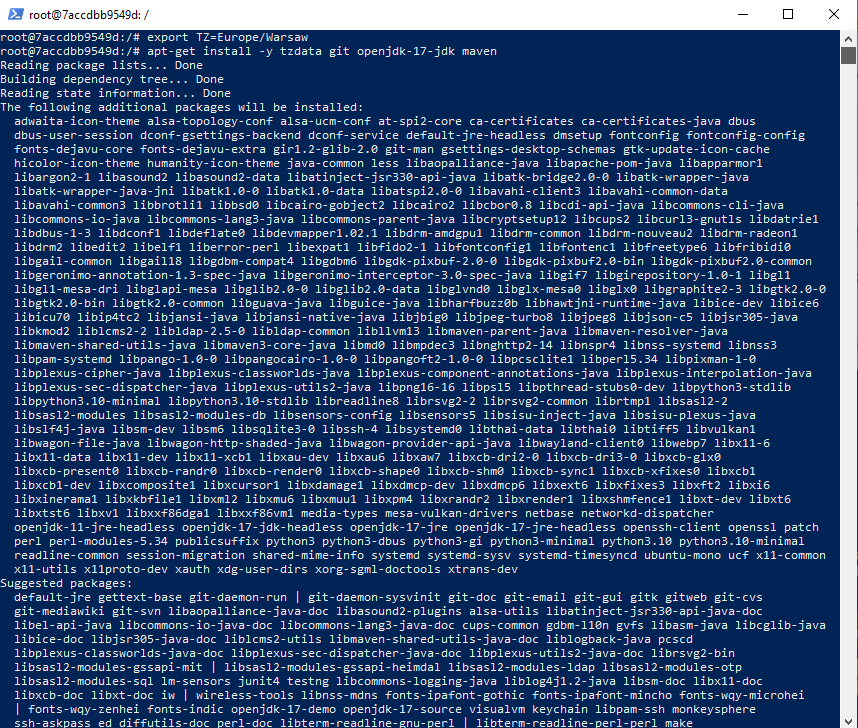 root@7accdbb9549d: /
root@7accdbb9549d:/# export TZ=Europe/Warsaw
root@7accdbb9549d:/# apt-get install -y tzdata git openjdk-17-jdk maven
Reading package lists... Done
Building dependency tree... Done
Reading state information... Done
The following additional packages will be installed:
  adwaita-icon-theme alsa-topology-conf alsa-ucm-conf at-spi2-core ca-certificates ca-certificates-java dbus
  dbus-user-session dconf-gsettings-backend dconf-service default-jre-headless dmsetup fontconfig fontconfig-config
  fonts-dejavu-core fonts-dejavu-extra gir1.2-glib-2.0 git-man gsettings-desktop-schemas gtk-update-icon-cache
  hicolor-icon-theme humanity-icon-theme java-common less libaopalliance-java libapache-pom-java libapparmor1
  libargon2-1 libasound2 libasound2-data libatinject-jsr330-api-java libatk-bridge2.0-0 libatk-wrapper-java
  libatk-wrapper-java-jni libatk1.0-0 libatk1.0-data libatspi2.0-0 libavahi-client3 libavahi-common-data
  libavahi-common3 libbrotli1 libbsd0 libcairo-gobject2 libcairo2 libcbor0.8 libcdi-api-java libcommons-cli-java
  libcommons-io-java libcommons-lang3-java libcommons-parent-java libcryptsetup12 libcups2 libcurl3-gnutls libdatrie1
  libdbus-1-3 libdconf1 libdeflate0 libdevmapper1.02.1 libdrm-amdgpu1 libdrm-common libdrm-nouveau2 libdrm-radeon1
  libdrm2 libedit2 libelf1 liberror-perl libexpat1 libfido2-1 libfontconfig1 libfontenc1 libfreetype6 libfribidi0
  libgail-common libgail18 libgdbm-compat4 libgdbm6 libgdk-pixbuf-2.0-0 libgdk-pixbuf2.0-bin libgdk-pixbuf2.0-common
  libgeronimo-annotation-1.3-spec-java libgeronimo-interceptor-3.0-spec-java libgif7 libgirepository-1.0-1 libgl1
  libgl1-mesa-dri libglapi-mesa libglib2.0-0 libglib2.0-data libglvnd0 libglx-mesa0 libglx0 libgraphite2-3 libgtk2.0-0
  libgtk2.0-bin libgtk2.0-common libguava-java libguice-java libharfbuzz0b libhawtjni-runtime-java libice-dev libice6
  libicu70 libip4tc2 libjansi-java libjansi-native-java libjbig0 libjpeg-turbo8 libjpeg8 libjson-c5 libjsr305-java
  libkmod2 liblcms2-2 libldap-2.5-0 libldap-common libllvm13 libmaven-parent-java libmaven-resolver-java
  libmaven-shared-utils-java libmaven3-core-java libmd0 libmpdec3 libnghttp2-14 libnspr4 libnss-systemd libnss3
  libpam-systemd libpango-1.0-0 libpangocairo-1.0-0 libpangoft2-1.0-0 libpcsclite1 libperl5.34 libpixman-1-0
  libplexus-cipher-java libplexus-classworlds-java libplexus-component-annotations-java libplexus-interpolation-java
  libplexus-sec-dispatcher-java libplexus-utils2-java libpng16-16 libpsl5 libpthread-stubs0-dev libpython3-stdlib
  libpython3.10-minimal libpython3.10-stdlib libreadline8 librsvg2-2 librsvg2-common librtmp1 libsasl2-2
  libsasl2-modules libsasl2-modules-db libsensors-config libsensors5 libsisu-inject-java libsisu-plexus-java
  libslf4j-java libsm-dev libsm6 libsqlite3-0 libssh-4 libsystemd0 libthai-data libthai0 libtiff5 libvulkan1
  libwagon-file-java libwagon-http-shaded-java libwagon-provider-api-java libwayland-client0 libwebp7 libx11-6
  libx11-data libx11-dev libx11-xcb1 libxau-dev libxau6 libxaw7 libxcb-dri2-0 libxcb-dri3-0 libxcb-glx0
  libxcb-present0 libxcb-randr0 libxcb-render0 libxcb-shape0 libxcb-shm0 libxcb-sync1 libxcb-xfixes0 libxcb1
  libxcb1-dev libxcomposite1 libxcursor1 libxdamage1 libxdmcp-dev libxdmcp6 libxext6 libxfixes3 libxft2 libxi6
  libxinerama1 libxkbfile1 libxml2 libxmu6 libxmuu1 libxpm4 libxrandr2 libxrender1 libxshmfence1 libxt-dev libxt6
  libxtst6 libxv1 libxxf86dga1 libxxf86vm1 media-types mesa-vulkan-drivers netbase networkd-dispatcher
  openjdk-11-jre-headless openjdk-17-jdk-headless openjdk-17-jre openjdk-17-jre-headless openssh-client openssl patch
  perl perl-modules-5.34 publicsuffix python3 python3-dbus python3-gi python3-minimal python3.10 python3.10-minimal
  readline-common session-migration shared-mime-info systemd systemd-sysv systemd-timesyncd ubuntu-mono ucf x11-common
  x11-utils x11proto-dev xauth xdg-user-dirs xorg-sgml-doctools xtrans-dev
Suggested packages:
  default-jre gettext-base git-daemon-run | git-daemon-sysvinit git-doc git-email git-gui gitk gitweb git-cvs
  git-mediawiki git-svn libaopalliance-java-doc libasound2-plugins alsa-utils libatinject-jsr330-api-java-doc
  libel-api-java libcommons-io-java-doc libcommons-lang3-java-doc cups-common gdbm-l10n gvfs libasm-java libcglib-java
  libice-doc libjsr305-java-doc liblcms2-utils libmaven-shared-utils-java-doc liblogback-java pcscd
  libplexus-classworlds-java-doc libplexus-sec-dispatcher-java-doc libplexus-utils2-java-doc librsvg2-bin
  libsasl2-modules-gssapi-mit | libsasl2-modules-gssapi-heimdal libsasl2-modules-ldap libsasl2-modules-otp
  libsasl2-modules-sql lm-sensors junit4 testng libcommons-logging-java liblog4j1.2-java libsm-doc libx11-doc
  libxcb-doc libxt-doc iw | wireless-tools libnss-mdns fonts-ipafont-gothic fonts-ipafont-mincho fonts-wqy-microhei
  | fonts-wqy-zenhei fonts-indic openjdk-17-demo openjdk-17-source visualvm keychain libpam-ssh monkeysphere
  ssh-askpass ed diffutils-doc perl-doc libterm-readline-gnu-perl | libterm-readline-perl-perl make